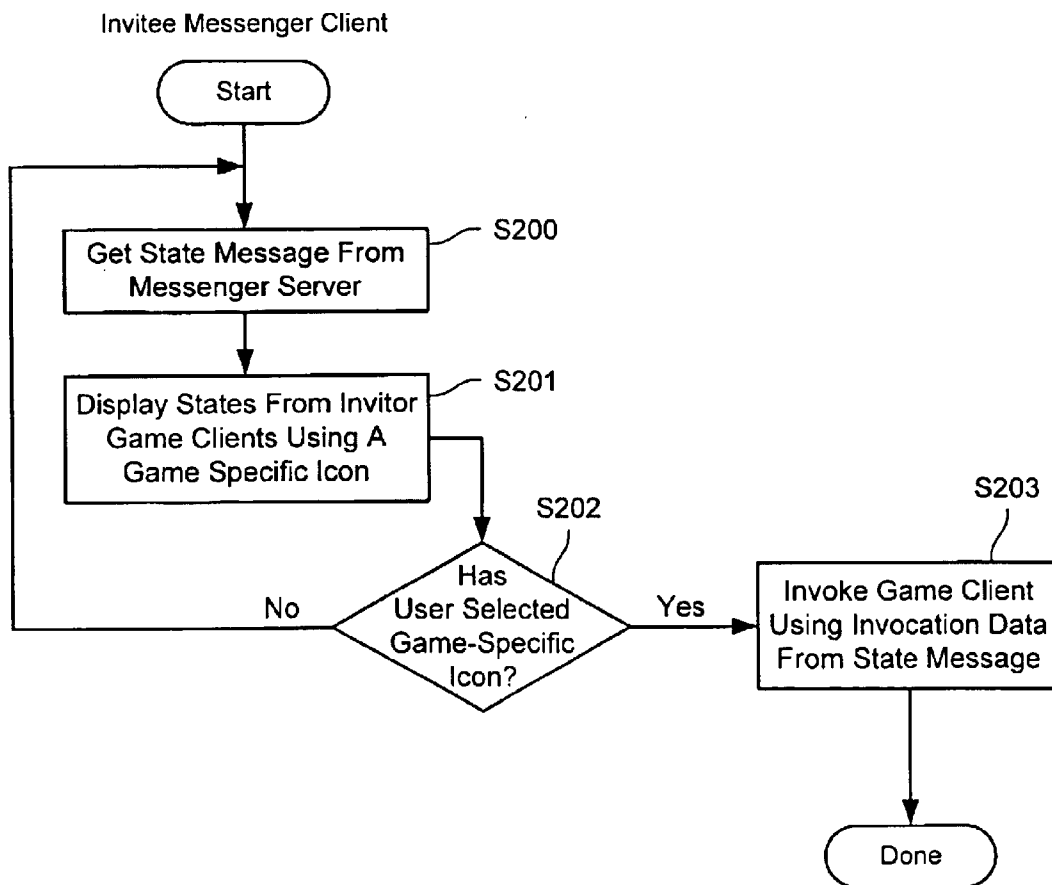 Invitee Messenger Client
Start
S200
Get State Message From
Messenger Server
S201
Display States From Invitor
Game Clients Using A
Game Specific Icon
S202
Has
User Selected
Game-Specific
Icon?
No
Yes
S203
Invoke Game Client
Using Invocation Data
From State Message
Done